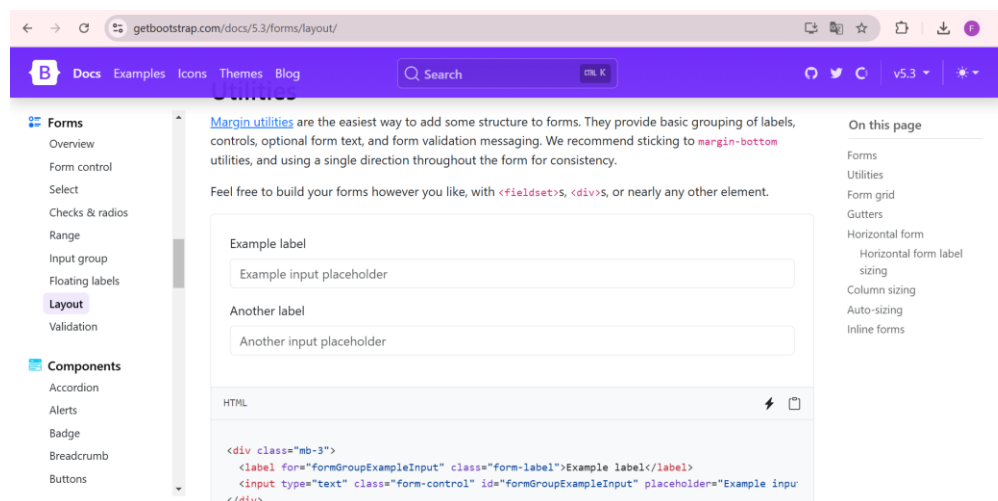 getbootstrap.com/docs/5.3/forms/layout/
F
B
Docs Examples Icons Themes Blog
Search
CTRL K
v5.3
Forms
Overview
Form control
Select
Checks & radios
Range
Input group
Floating labels
Layout
Validation
Components
Accordion
Alerts
Badge
Breadcrumb
Buttons
Utilities
Margin utilities are the easiest way to add some structure to forms. They provide basic grouping of labels,
controls, optional form text, and form validation messaging. We recommend sticking to margin-bottom
utilities, and using a single direction throughout the form for consistency.
Feel free to build your forms however you like, with <fieldset>s, <div>s, or nearly any other element.
Example label
Example input placeholder
Another label
Another input placeholder
HTML
<div class="mb-3">
<label for="formGroupExampleInput" class="form-label">Example label</label>
<input type="text" class="form-control" id="formGroupExampleInput" placeholder="Example inpu
</div>
On this page
Forms
Utilities
Form grid
Gutters
Horizontal form
Horizontal form label
sizing
Column sizing
Auto-sizing
Inline forms